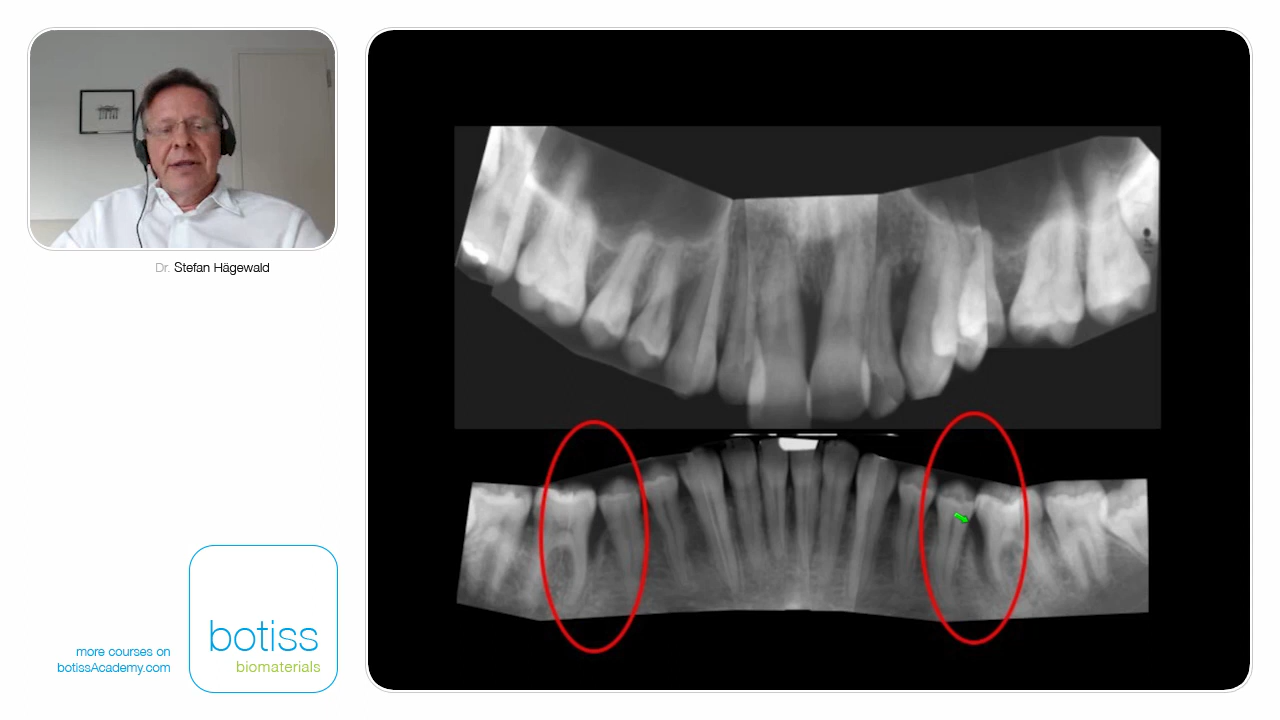 Dr. Stefan Hägewald
more courses on
botissAcademy.com
botiss
biomaterials